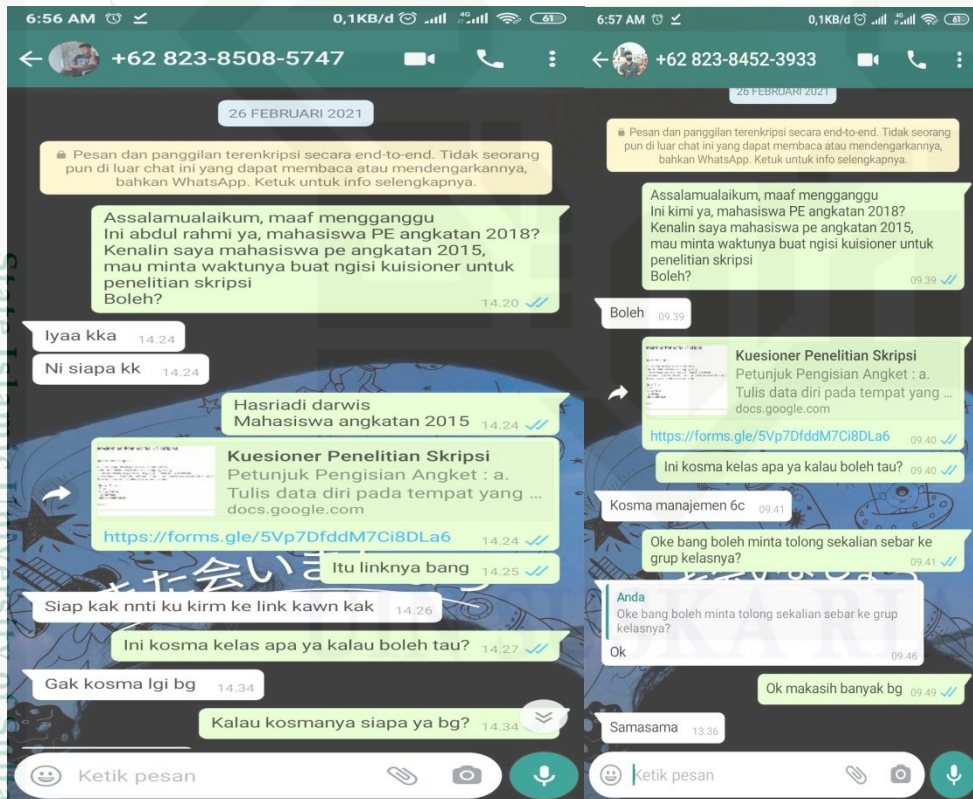 6:56 AM
0,1KB/d
4G
61
+62 823-8508-5747
26 FEBRUARI 2021
Pesan dan panggilan terenkripsi secara end-to-end. Tidak seorang
pun di luar chat ini yang dapat membaca atau mendengarkannya,
bahkan WhatsApp. Ketuk untuk info selengkapnya.
Assalamualaikum, maaf mengganggu
Ini abdul rahmi ya, mahasiswa PE angkatan 2018?
Kenalin saya mahasiswa pe angkatan 2015,
mau minta waktunya buat ngisi kuisioner untuk
penelitian skripsi
Boleh?
14.20
Iyaa kka 14.24
Ni siapa kk 14.24
Hasriadi darwis
Mahasiswa angkatan 2015 14.24
Kuesioner Penelitian Skripsi
Petunjuk Pengisian Angket : a.
Tulis data diri pada tempat yang ...
docs.google.com
https://forms.gle/5Vp7DfddM7Ci8DLa6 14.24
Itu linknya bang 14.25
Siap kak nnti ku kirm ke link kawn kak 14.26
Ini kosma kelas apa ya kalau boleh tau? 14.27
Gak kosma lgi bg 14.34
Kalau kosmanya siapa ya bg? 14.34
Ketik pesan
6:57 AM
0,1KB/d
4G
61
+62 823-8452-3933
26 FEBRUARI 2021
Pesan dan panggilan terenkripsi secara end-to-end. Tidak seorang
pun di luar chat ini yang dapat membaca atau mendengarkannya,
bahkan WhatsApp. Ketuk untuk info selengkapnya.
Assalamualaikum, maaf mengganggu
Ini kimi ya, mahasiswa PE angkatan 2018?
Kenalin saya mahasiswa pe angkatan 2015,
mau minta waktunya buat ngisi kuisioner untuk
penelitian skripsi
Boleh?
09.39
Boleh 09.39
Kuesioner Penelitian Skripsi
Petunjuk Pengisian Angket : a.
Tulis data diri pada tempat yang ...
docs.google.com
https://forms.gle/5Vp7DfddM7Ci8DLa6 09.40
Ini kosma kelas apa ya kalau boleh tau? 09.40
Kosma manajemen 6c 09.41
Oke bang boleh minta tolong sekalian sebar ke
grup kelasnya? 09.41
Anda
Oke bang boleh minta tolong sekalian sebar ke grup
kelasnya?
Ok 09.46
Ok makasih banyak bg 09.49
Samasama 13.36
Ketik pesan